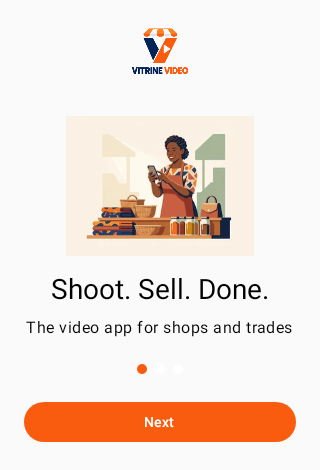 VITRINE VIDEO
Shoot. Sell. Done.
The video app for shops and trades
Next